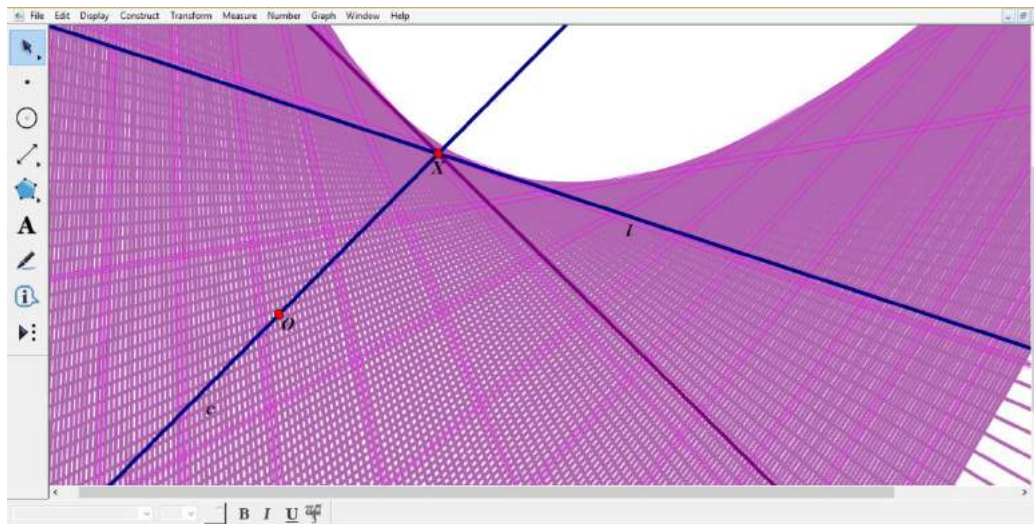 File Edit Display Construct Transform Measure Number Graph Window Help
X
l
O
c
A
B I U